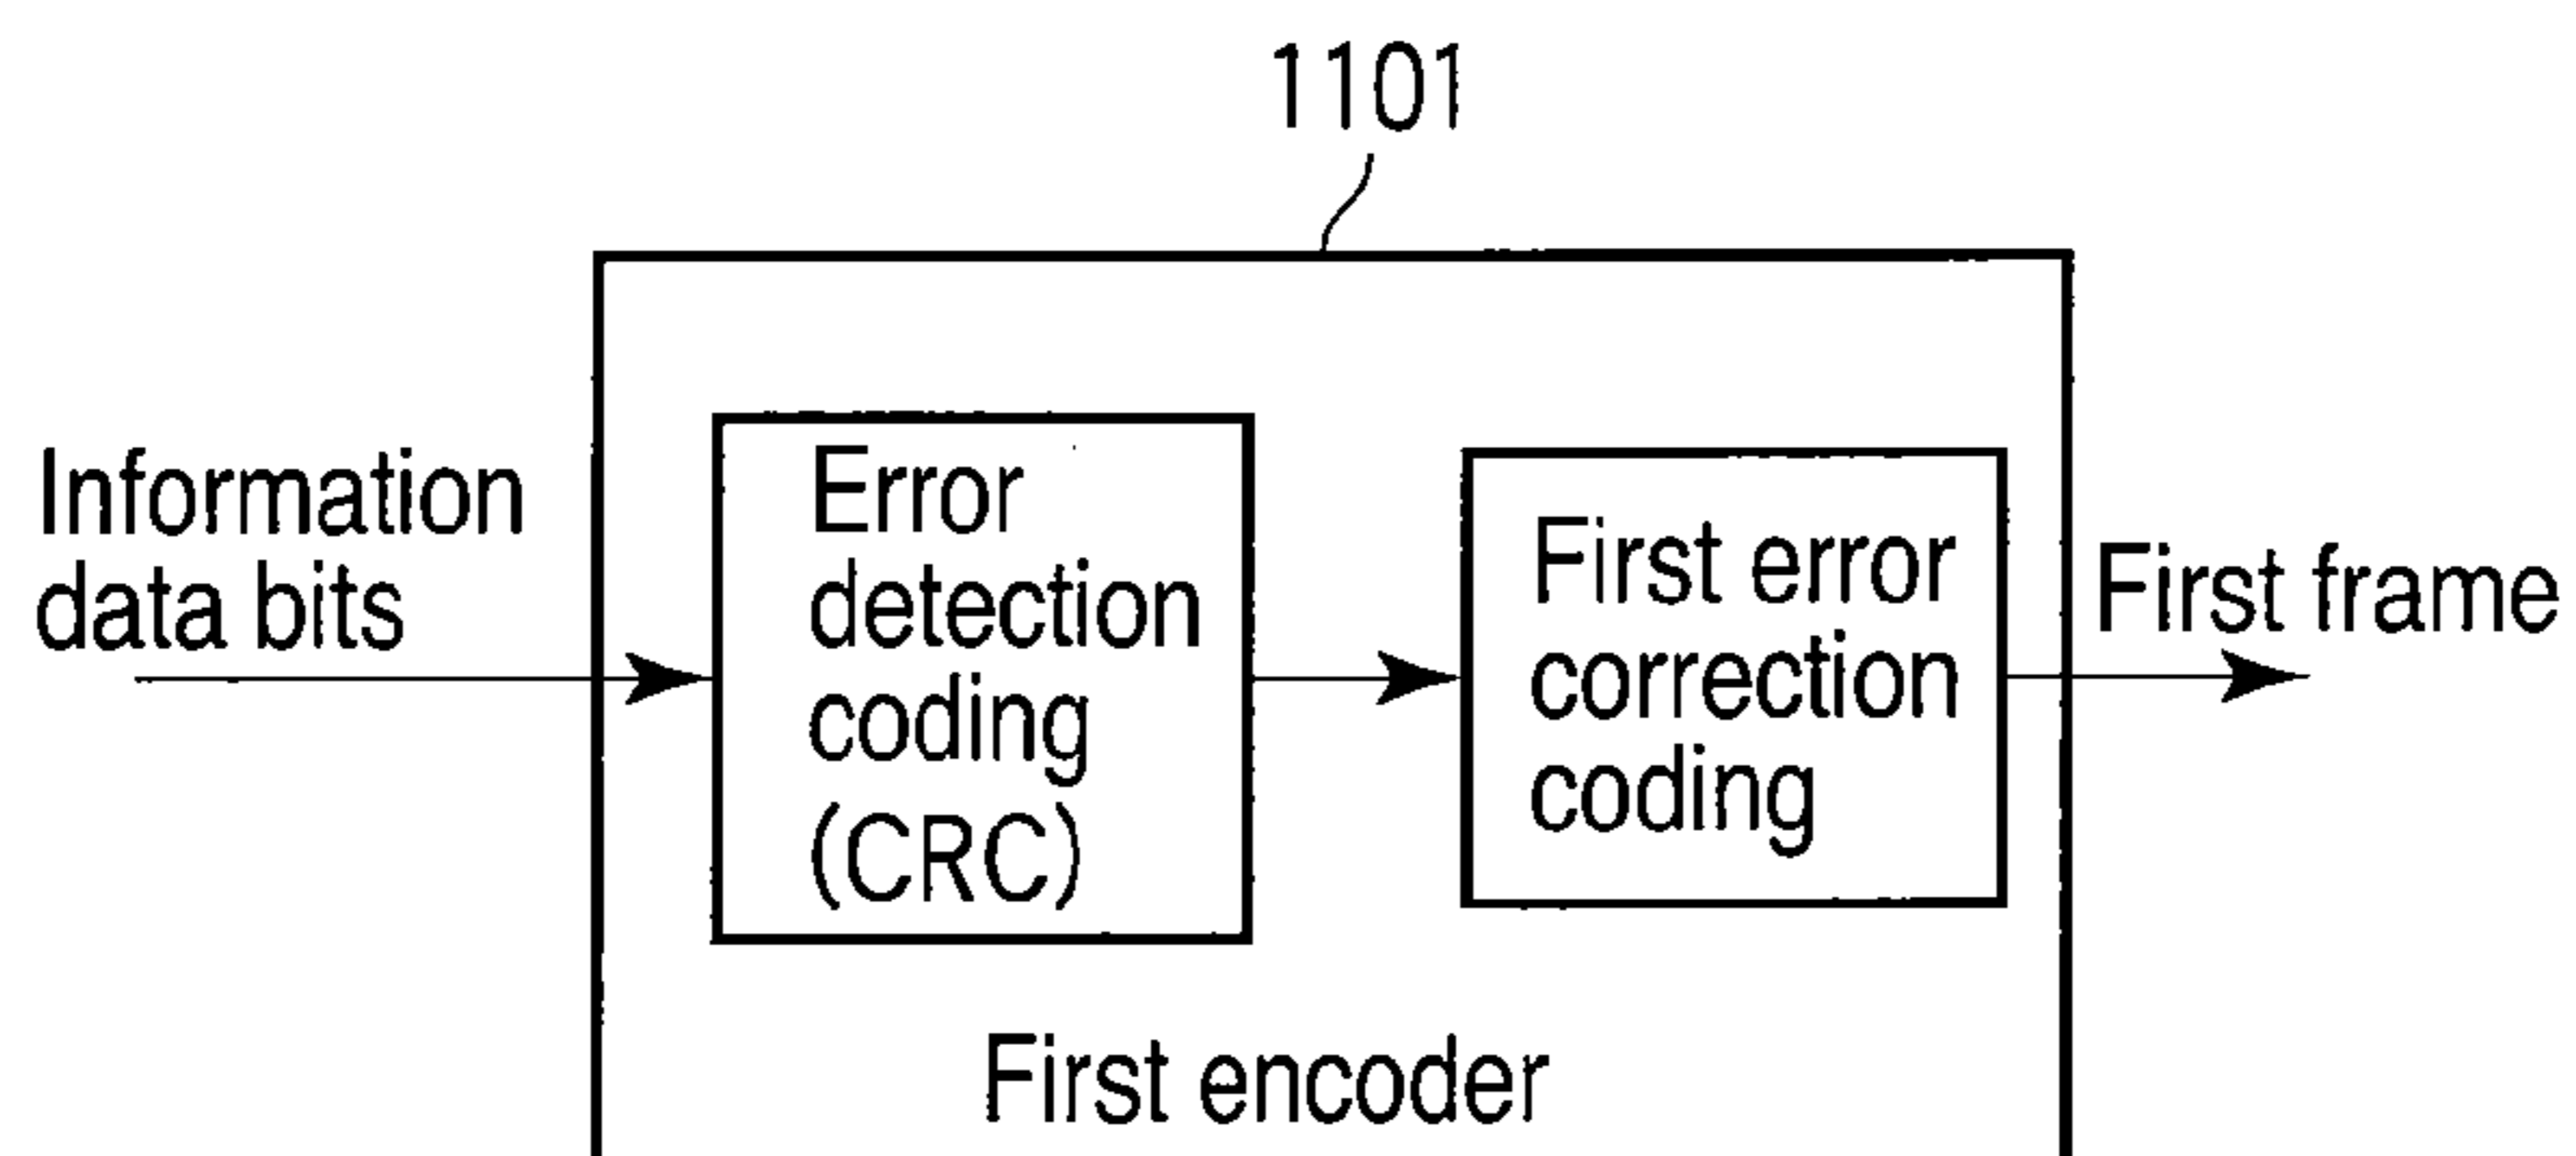 1101
Information
data bits
Error
detection
coding
(CRC)
First error
correction
coding
First frame
First encoder